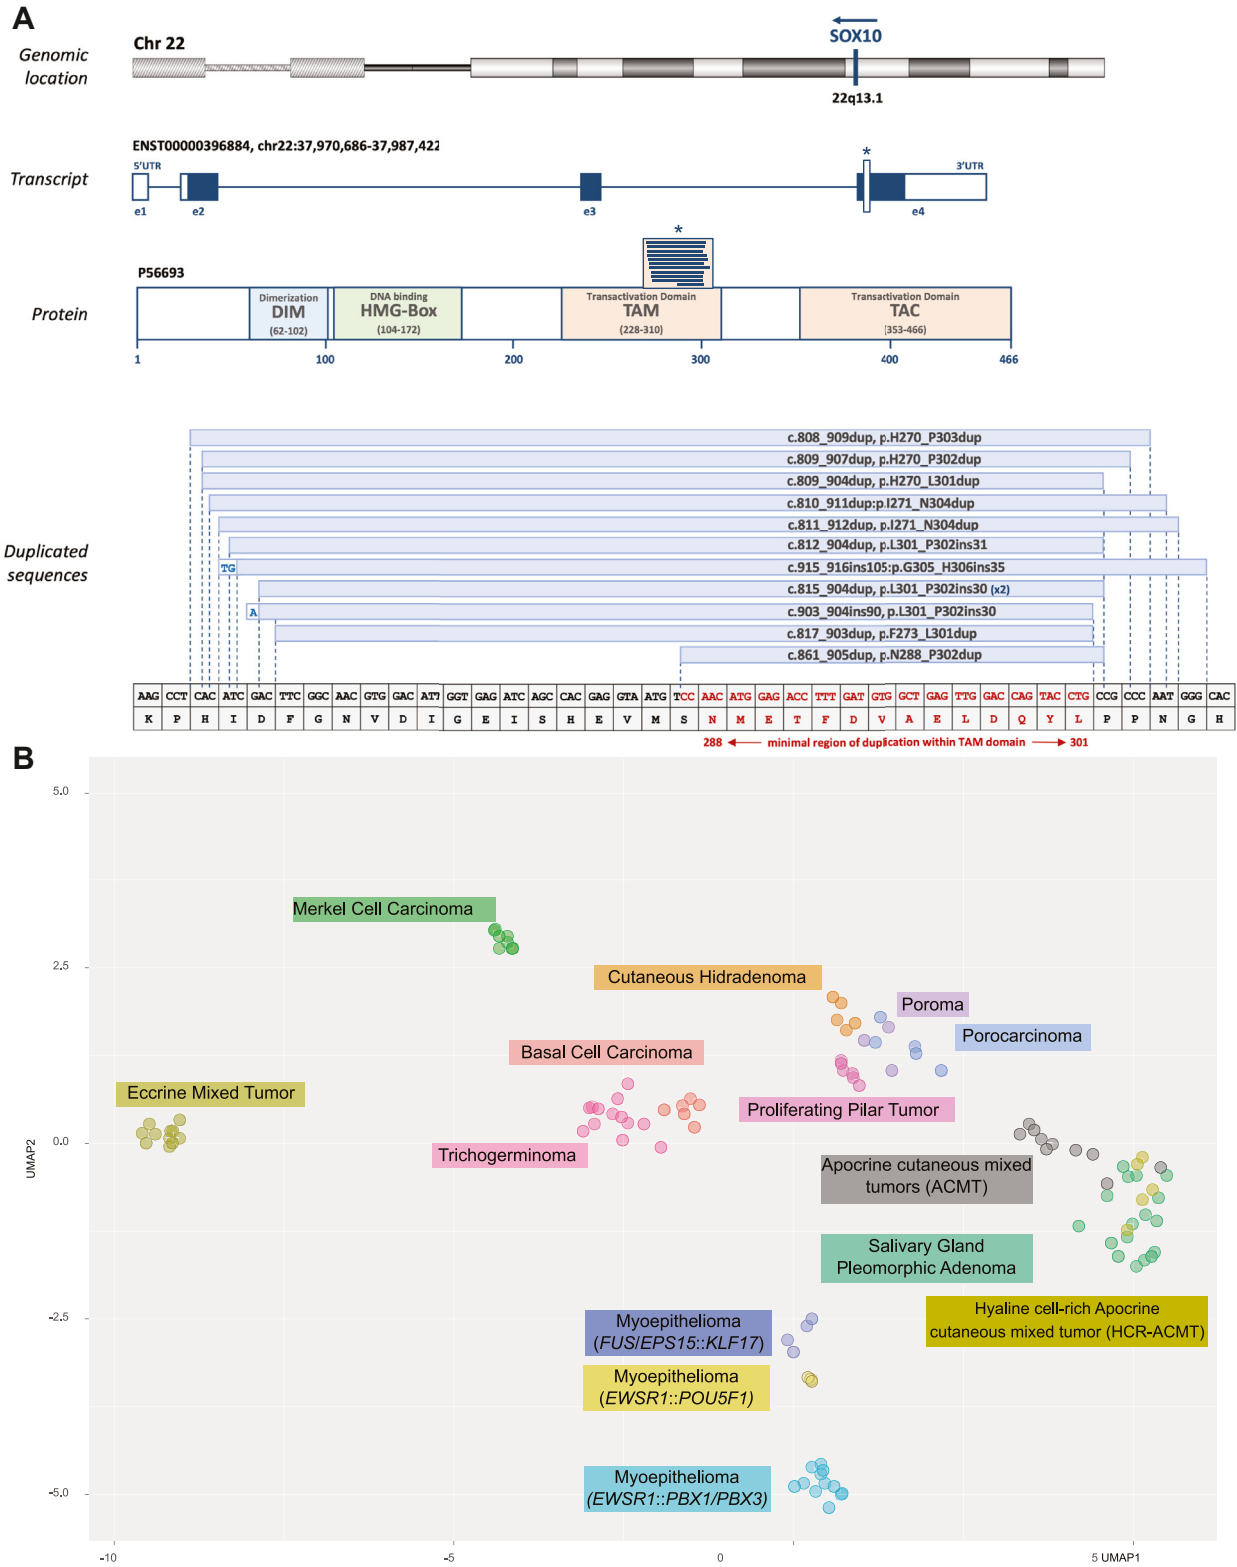 A
Genomic
location
Chr 22
SOX10
22q13.1
Transcript
ENST00000396884, chr22:37,970,686-37,987,422
5'UTR
3'UTR
*
e1
e2
e3
e4
Protein
P56693
*
Dimerization
DIM
(62-102)
DNA binding
HMG-Box
(104-172)
Transactivation Domain
TAM
(228-310)
Transactivation Domain
TAC
(353-466)
1
100
200
300
400
466
Duplicated
sequences
c.808_909dup, p.H270_P303dup
c.809_907dup, p.H270_P302dup
c.809_904dup, p.H270_L301dup
c.810_911dup:p.I271_N304dup
c.811_912dup, p.I271_N304dup
c.812_904dup, p.L301_P302ins31
TG
c.915_916ins105:p.G305_H306ins35
c.815_904dup, p.L301_P302ins30 (x2)
A
c.903_904ins90, p.L301_P302ins30
c.817_903dup, p.F273_L301dup
c.861_905dup, p.N288_P302dup
AAG CCT CAC ATC GAC TTC GGC AAC GTG GAC ATT GGT GAG ATC AGC CAC GAG GTA ATG TCC AAC ATG GAG ACC TTT GAT GTG GCT GAG TTG GAC CAG TAC CTG CCG CCC AAT GGG CAC
K P H I D F G N V D I G E I S H E V M S N M E T F D V A E L D Q Y L P P N G H
288 minimal region of duplication within TAM domain 301
B
UMAP2
5.0
2.5
0.0
-2.5
-5.0
Merkel Cell Carcinoma
Cutaneous Hidradenoma
Poroma
Porocarcinoma
Basal Cell Carcinoma
Eccrine Mixed Tumor
Proliferating Pilar Tumor
Trichogerminoma
Apocrine cutaneous mixed
tumors (ACMT)
Salivary Gland
Pleomorphic Adenoma
Hyaline cell-rich Apocrine
cutaneous mixed tumor (HCR-ACMT)
Myoepithelioma
(FUS/EPS15::KLF17)
Myoepithelioma
(EWSR1::POU5F1)
Myoepithelioma
(EWSR1::PBX1/PBX3)
-10
-5
0
5 UMAP1